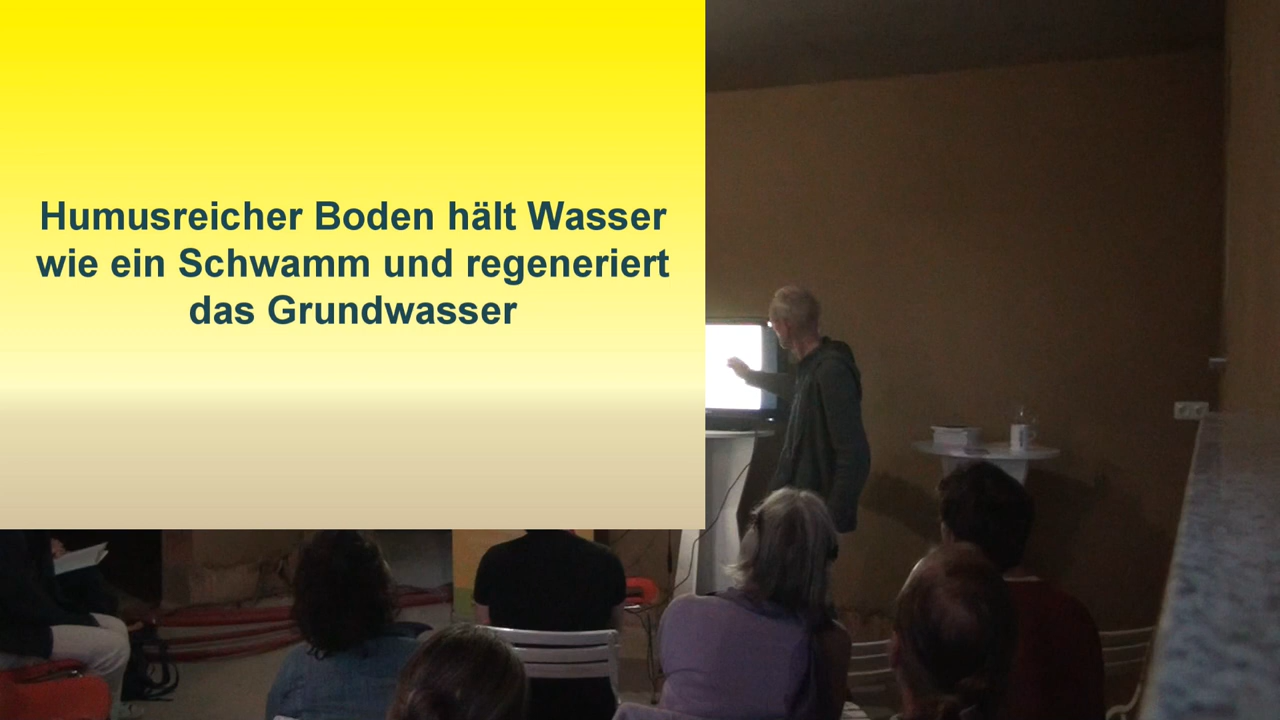 Humusreicher Boden hält Wasser
wie ein Schwamm und regeneriert
das Grundwasser